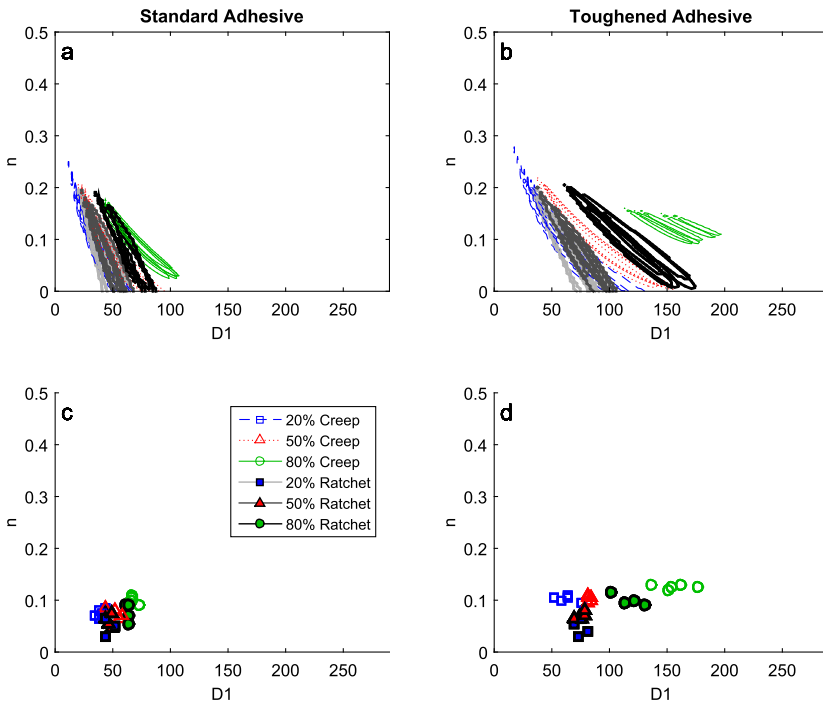 Standard Adhesive
Toughened Adhesive
a
0.5
0.4
0.3
0.2
0.1
0
n
0 50 100 150 200 250
D1
b
0.5
0.4
0.3
0.2
0.1
0
n
0 50 100 150 200 250
D1
c
0.5
0.4
0.3
0.2
0.1
0
n
0 50 100 150 200 250
D1
20% Creep
50% Creep
80% Creep
20% Ratchet
50% Ratchet
80% Ratchet
d
0.5
0.4
0.3
0.2
0.1
0
n
0 50 100 150 200 250
D1